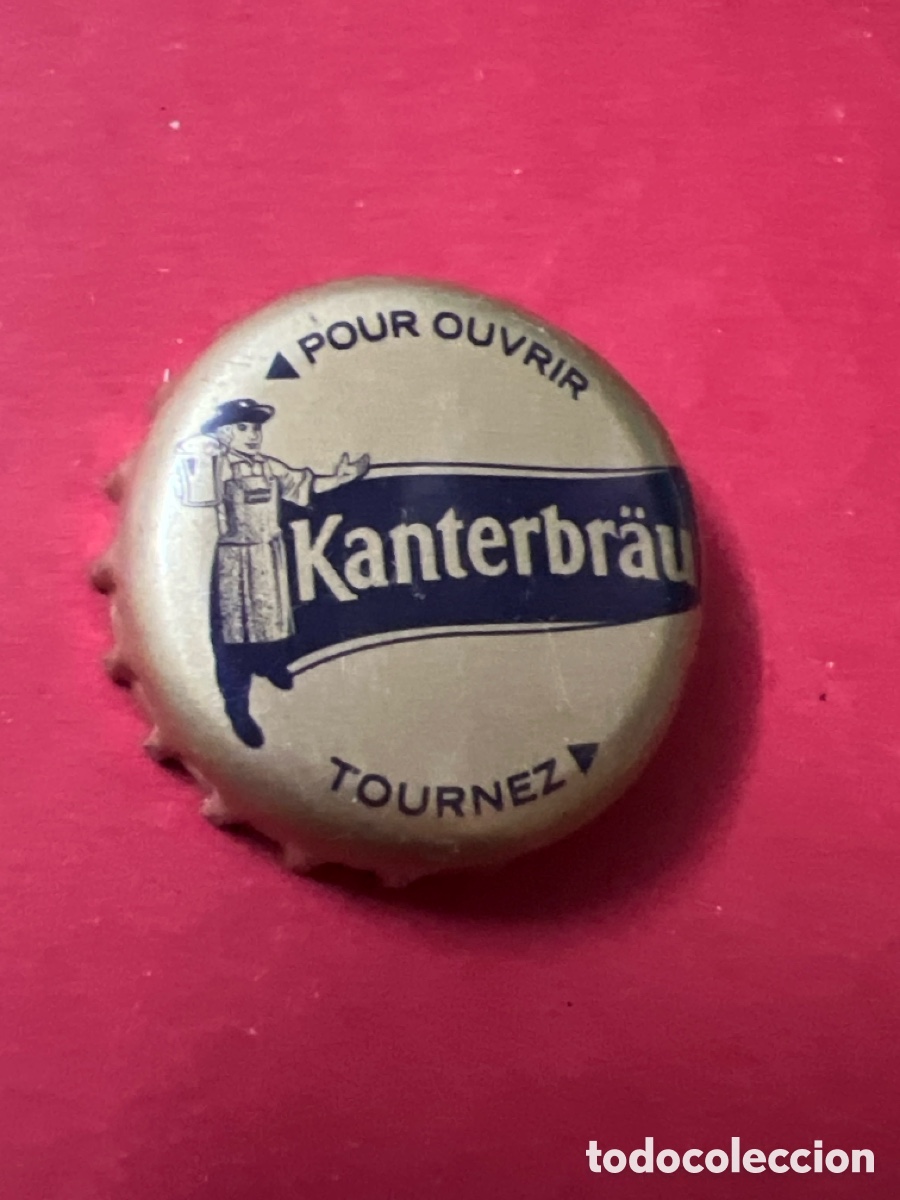 POUR OUVRIR
Kanterbräu
TOURNEZ
todocoleccion